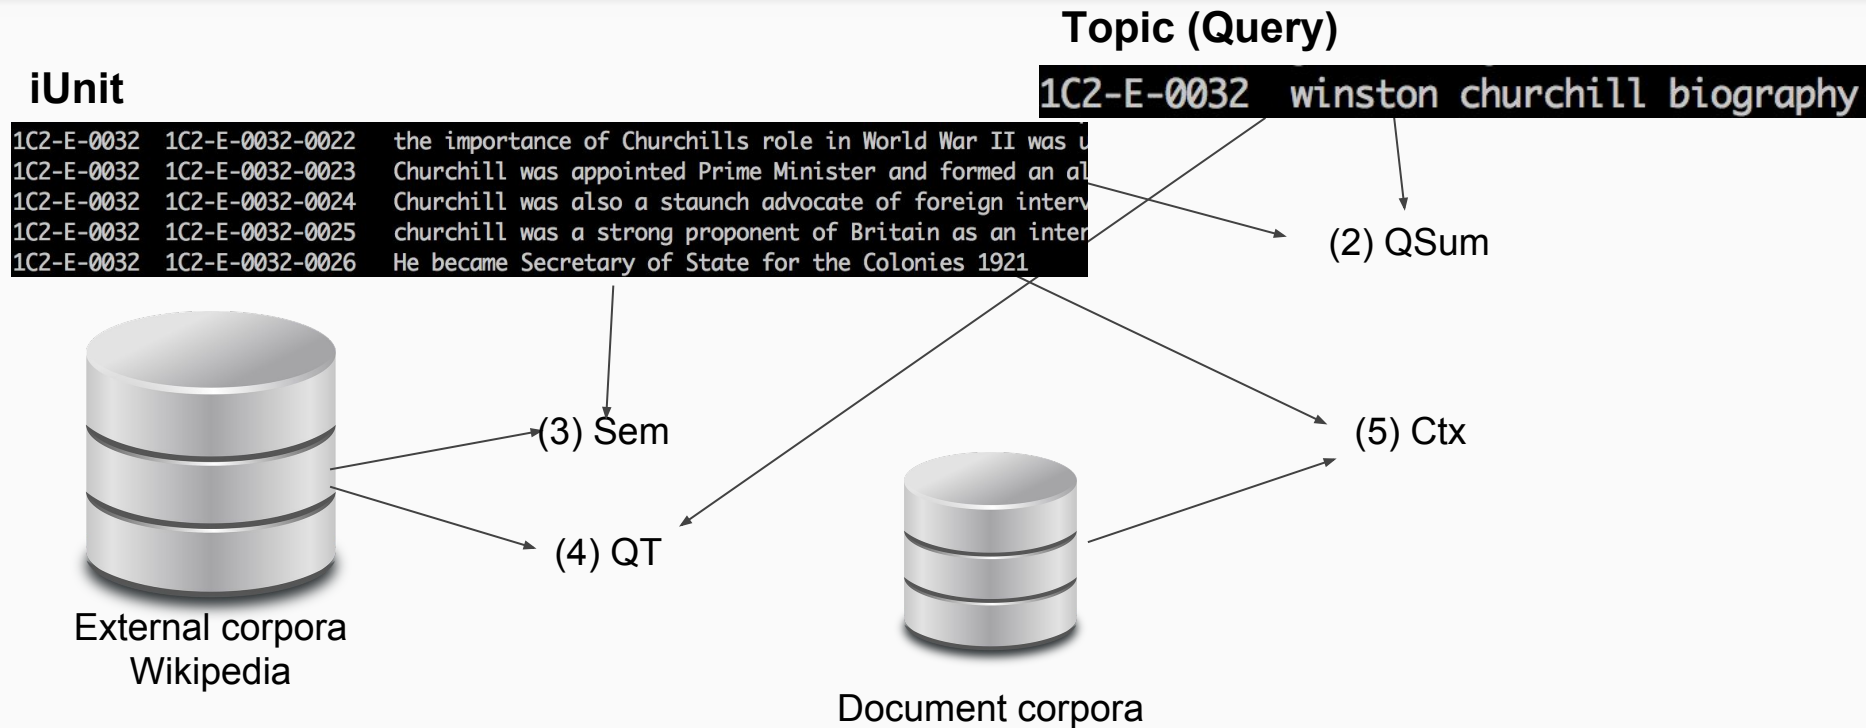 Topic (Query)
1C2-E-0032 winston churchill biography
iUnit
1C2-E-0032 1C2-E-0032-0022 the importance of Churchills role in World War II was
1C2-E-0032 1C2-E-0032-0023 Churchill was appointed Prime Minister and formed an al
1C2-E-0032 1C2-E-0032-0024 Churchill was also a staunch advocate of foreign interv
1C2-E-0032 1C2-E-0032-0025 churchill was a strong proponent of Britain as an inter
1C2-E-0032 1C2-E-0032-0026 He became Secretary of State for the Colonies 1921
(2) QSum
(3) Sem
(5) Ctx
(4) QT
External corpora
Wikipedia
Document corpora